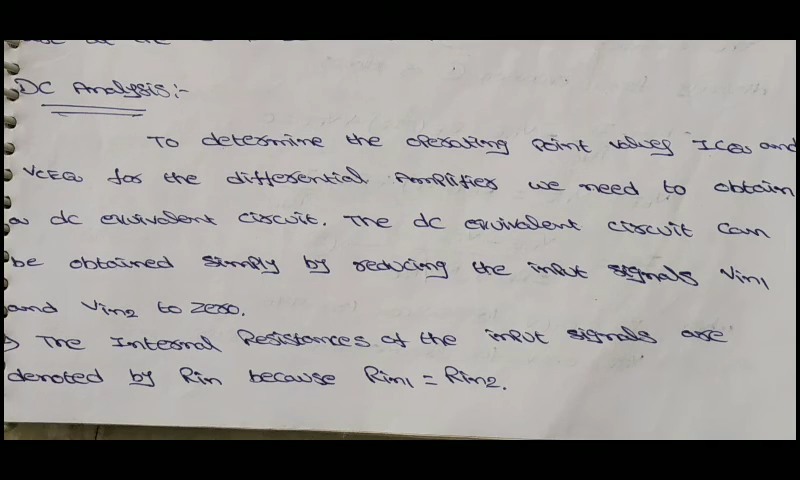 DC Analysis:-
To determine the operating point values ICQ and
VCEQ for the differential Amplifier we need to obtain
a dc equivalent circuit. The dc equivalent circuit can
be obtained simply by reducing the input signals Vin1
and Vin2 to zero.
The Internal Resistances of the input signals are
denoted by Rin because Rin1 = Rin2.